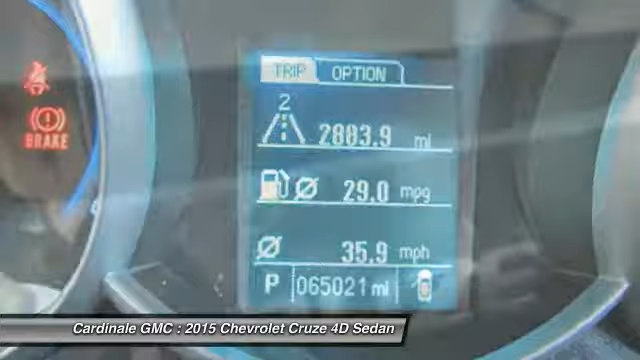 TRIP OPTION
2
2803.9 mi
29.0 mpg
35.9 mph
BRAKE
P 065021 mi
Cardinale GMC : 2015 Chevrolet Cruze 4D Sedan